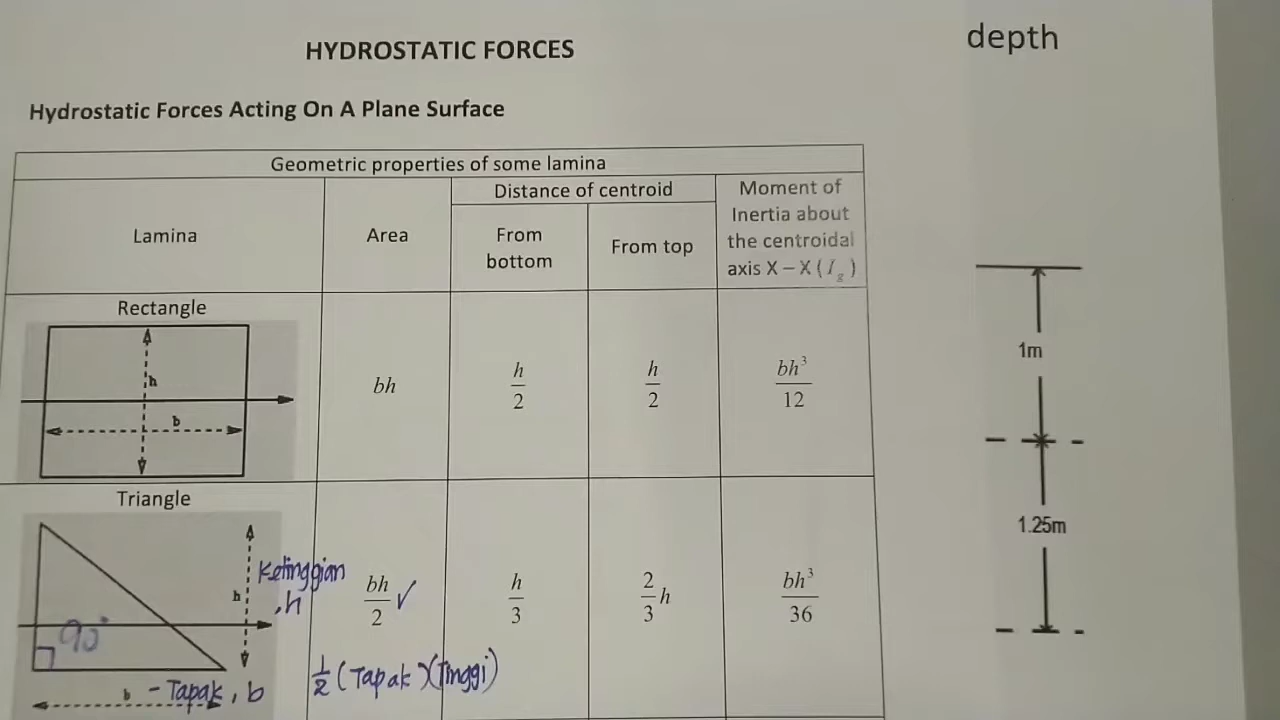 HYDROSTATIC FORCES
depth
Hydrostatic Forces Acting On A Plane Surface
Geometric properties of some lamina
Lamina
Area
Distance of centroid
From
bottom
From top
Moment of
Inertia about
the centroidal
axis X – X (I_g)
Rectangle
h
b
bh
h/2
h/2
bh³/12
1m
1.25m
Triangle
Ketinggian
, h
h
90°
b - Tapak, b
bh/2 ✓
½ (Tapak)(Tinggi)
h/3
2/3 h
bh³/36